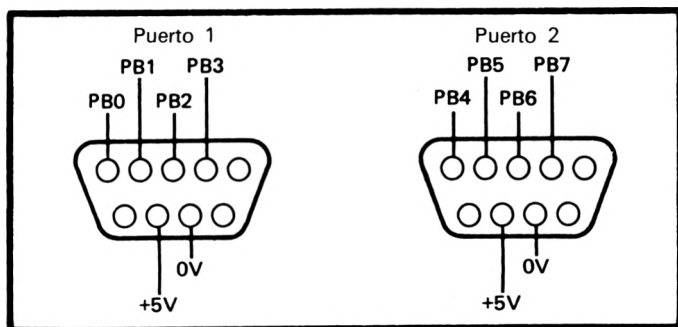 Puerto 1
PB1 PB3
PB0 PB2
0V
+5V
Puerto 2
PB5 PB7
PB4 PB6
0V
+5V